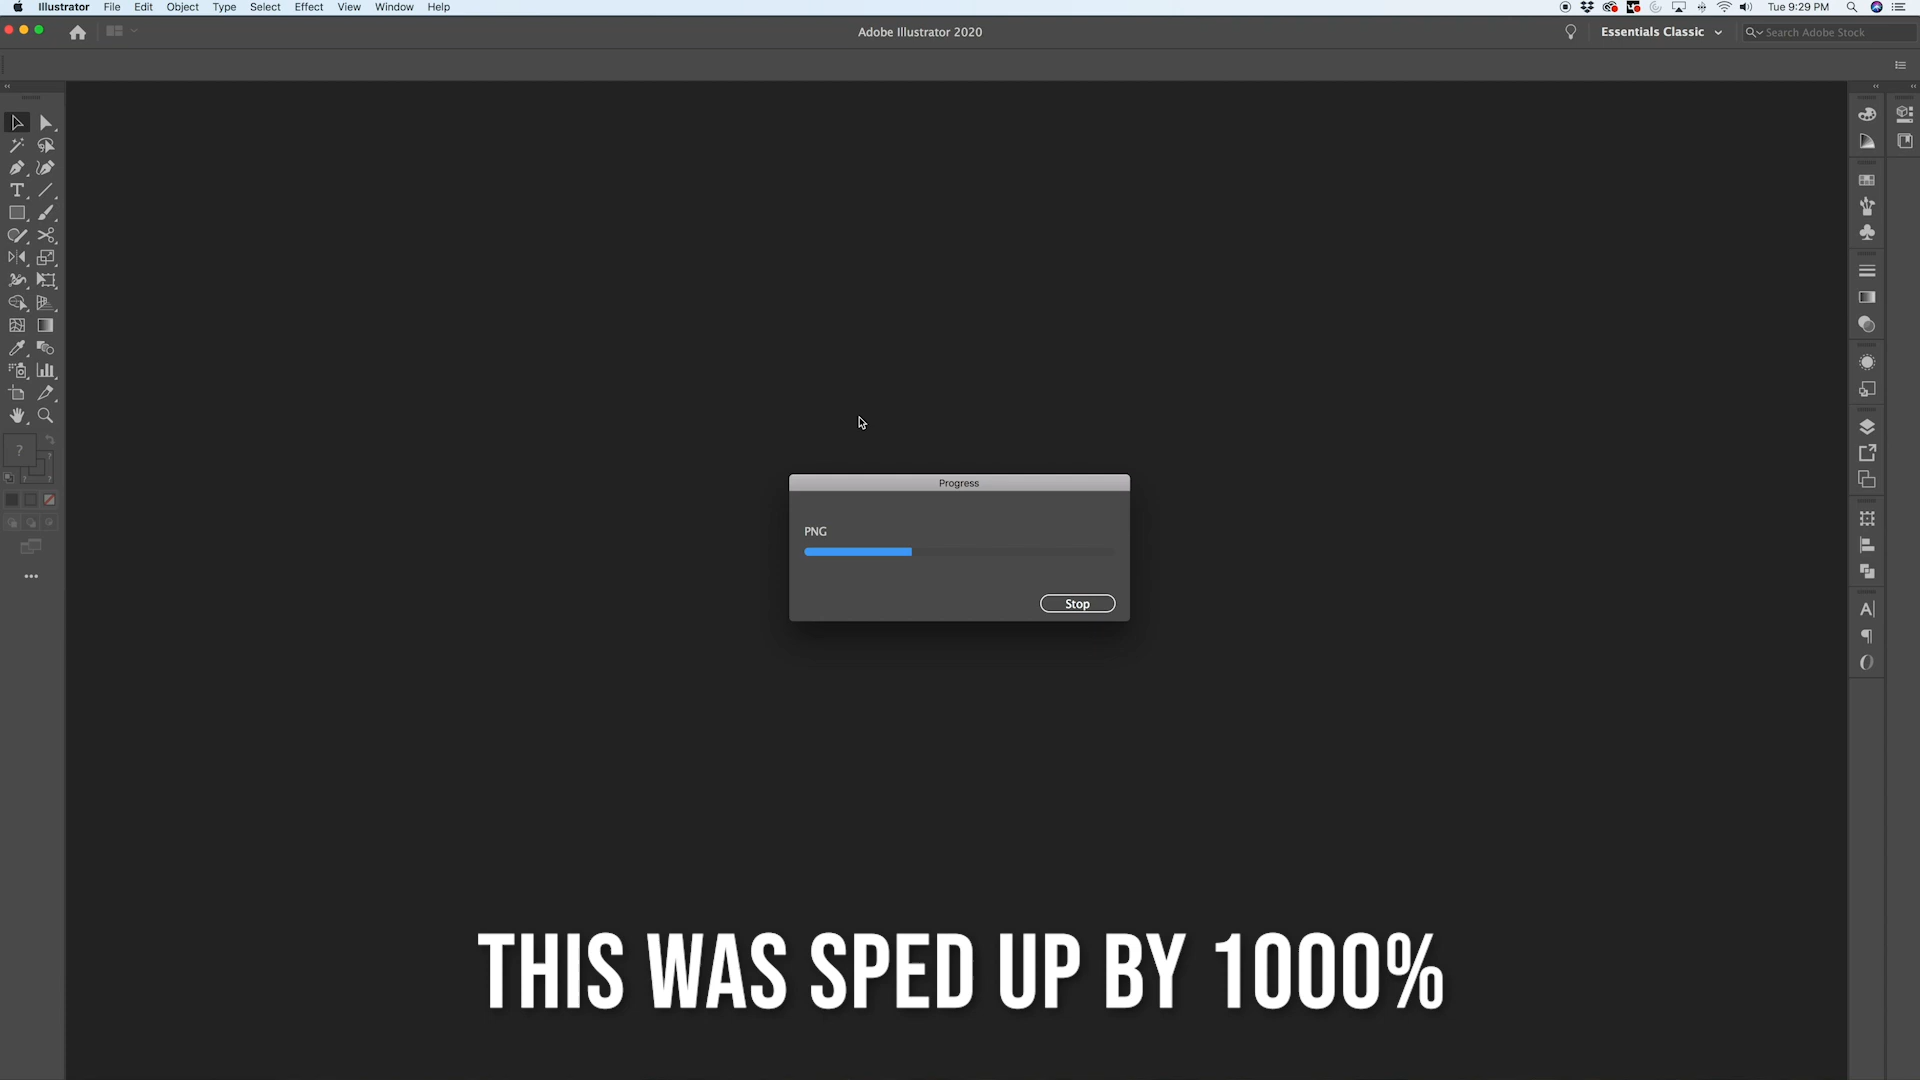 Illustrator File Edit Object Type Select Effect View Window Help
Tue 9:29 PM
Adobe Illustrator 2020
Essentials Classic
Search Adobe Stock
Progress
PNG
Stop
THIS WAS SPED UP BY 1000%